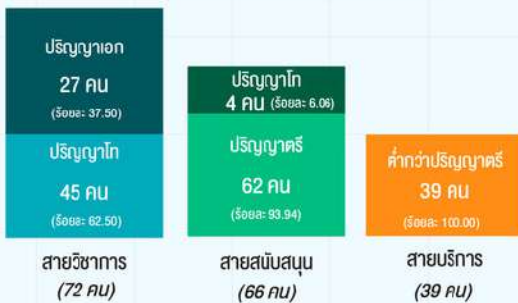 ปริญญาเอก
27 คน
(ร้อยละ 37.50)
ปริญญาโท
45 คน
(ร้อยละ 62.50)
สายวิชาการ
(72 คน)
ปริญญาโท
4 คน (ร้อยละ 6.06)
ปริญญาตรี
62 คน
(ร้อยละ 93.94)
สายสนับสนุน
(66 คน)
ต่ำกว่าปริญญาตรี
39 คน
(ร้อยละ 100.00)
สายบริการ
(39 คน)